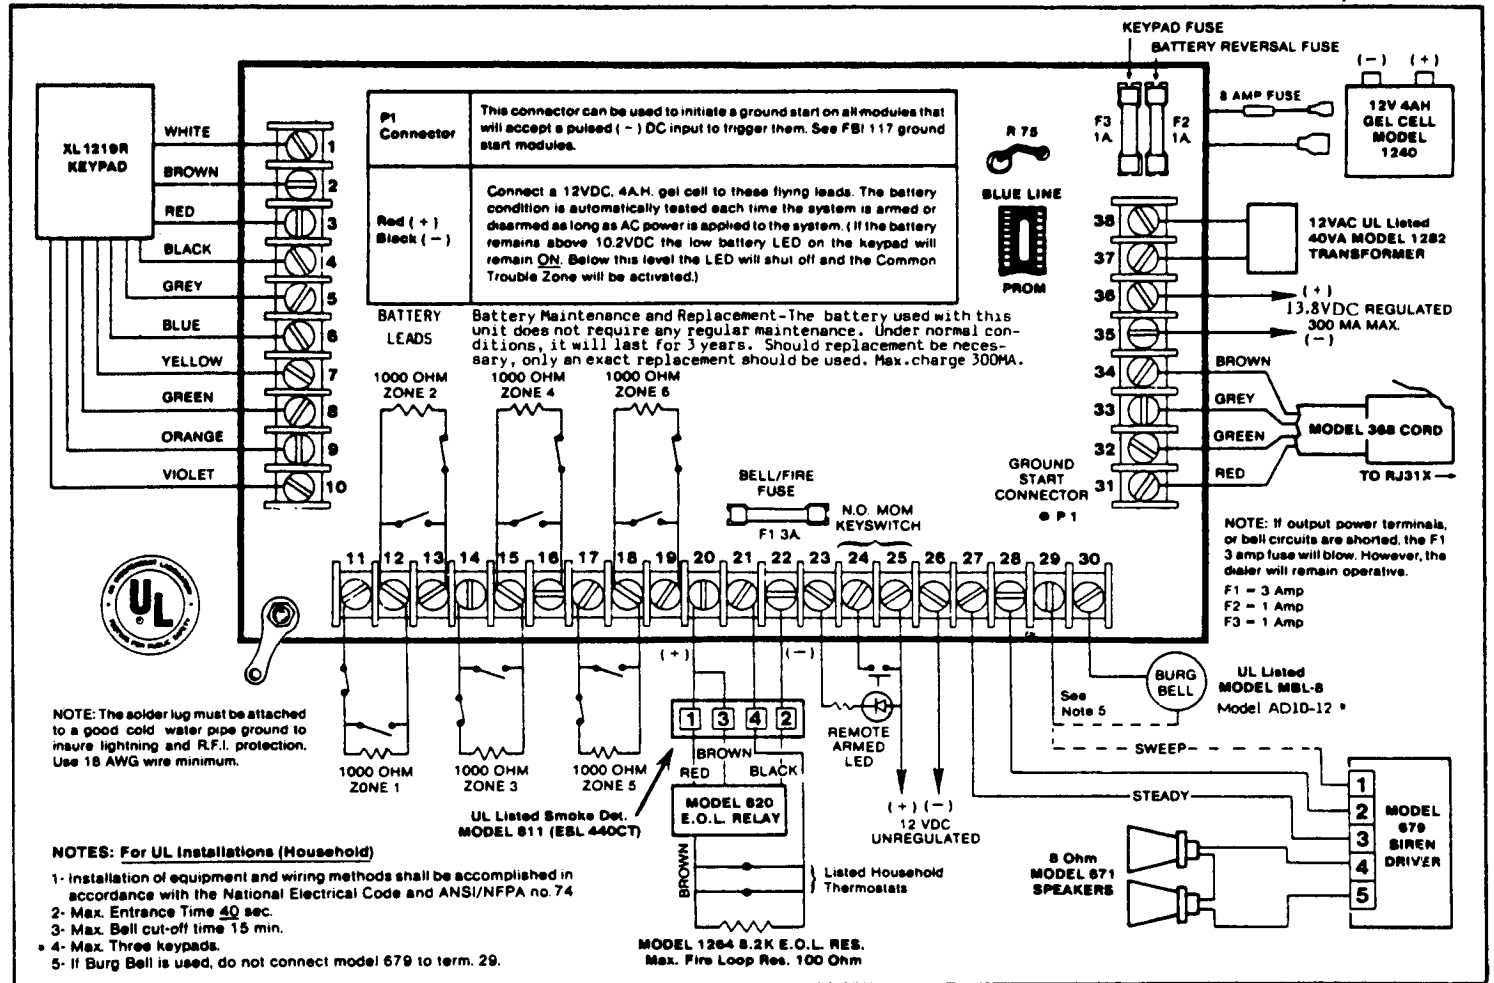 KEYPAD FUSE
BATTERY REVERSAL FUSE
(-) (+)
8 AMP FUSE
12V 4AH
GEL CELL
MODEL
1240
F3
1A.
F2
1A.
XL1219R
KEYPAD
WHITE
BROWN
RED
BLACK
GREY
BLUE
YELLOW
GREEN
ORANGE
VIOLET
1
2
3
4
5
6
7
8
9
10
P1
Connector
This connector can be used to initiate a ground start on all modules that
will accept a pulsed (-) DC input to trigger them. See FBI 117 ground
start modules.
Red (+)
Black (-)
Connect a 12VDC, 4A.H. gel cell to these flying leads. The battery
condition is automatically tested each time the system is armed or
disarmed as long as AC power is applied to the system. (If the battery
remains above 10.2VDC the low battery LED on the keypad will
remain ON. Below this level the LED will shut off and the Common
Trouble Zone will be activated.)
BATTERY
LEADS
Battery Maintenance and Replacement-The battery used with this
unit does not require any regular maintenance. Under normal con-
ditions, it will last for 3 years. Should replacement be neces-
sary, only an exact replacement should be used. Max.charge 300MA.
R 75
BLUE LINE
PROM
38
37
36
35
34
33
32
31
12VAC UL Listed
40VA MODEL 1282
TRANSFORMER
(+)
13.8VDC REGULATED
300 MA MAX.
(-)
BROWN
GREY
GREEN
RED
MODEL 368 CORD
TO RJ31X
1000 OHM
ZONE 2
1000 OHM
ZONE 4
1000 OHM
ZONE 6
BELL/FIRE
FUSE
F1 3A.
N.O. MOM
KEYSWITCH
GROUND
START
CONNECTOR
P 1
NOTE: If output power terminals,
or bell circuits are shorted, the F1
3 amp fuse will blow. However, the
dialer will remain operative.
F1 = 3 Amp
F2 = 1 Amp
F3 = 1 Amp
11 12 13 14 15 16 17 18 19 20 21 22 23 24 25 26 27 28 29 30
UL
NOTE: The solder lug must be attached
to a good cold water pipe ground to
insure lightning and R.F.I. protection.
Use 18 AWG wire minimum.
1000 OHM
ZONE 1
1000 OHM
ZONE 3
1000 OHM
ZONE 5
(+) (-)
1 3 4 2
BROWN
RED BLACK
UL Listed Smoke Det.
MODEL 611 (ESL 440CT)
MODEL 820
E.O.L. RELAY
BROWN
Listed Household
Thermostats
MODEL 1264 8.2K E.O.L. RES.
Max. Fire Loop Res. 100 Ohm
REMOTE
ARMED
LED
(+) (-)
12 VDC
UNREGULATED
See
Note 5
BURG
BELL
UL Listed
MODEL MBL-8
Model AD10-12 *
SWEEP
STEADY
8 Ohm
MODEL 671
SPEAKERS
1
2
3
4
5
MODEL
679
SIREN
DRIVER
NOTES: For UL Installations (Household)
1- Installation of equipment and wiring methods shall be accomplished in
accordance with the National Electrical Code and ANSI/NFPA no. 74
2- Max. Entrance Time 40 sec.
3- Max. Bell cut-off time 15 min.
* 4- Max. Three keypads.
5- If Burg Bell is used, do not connect model 679 to term. 29.